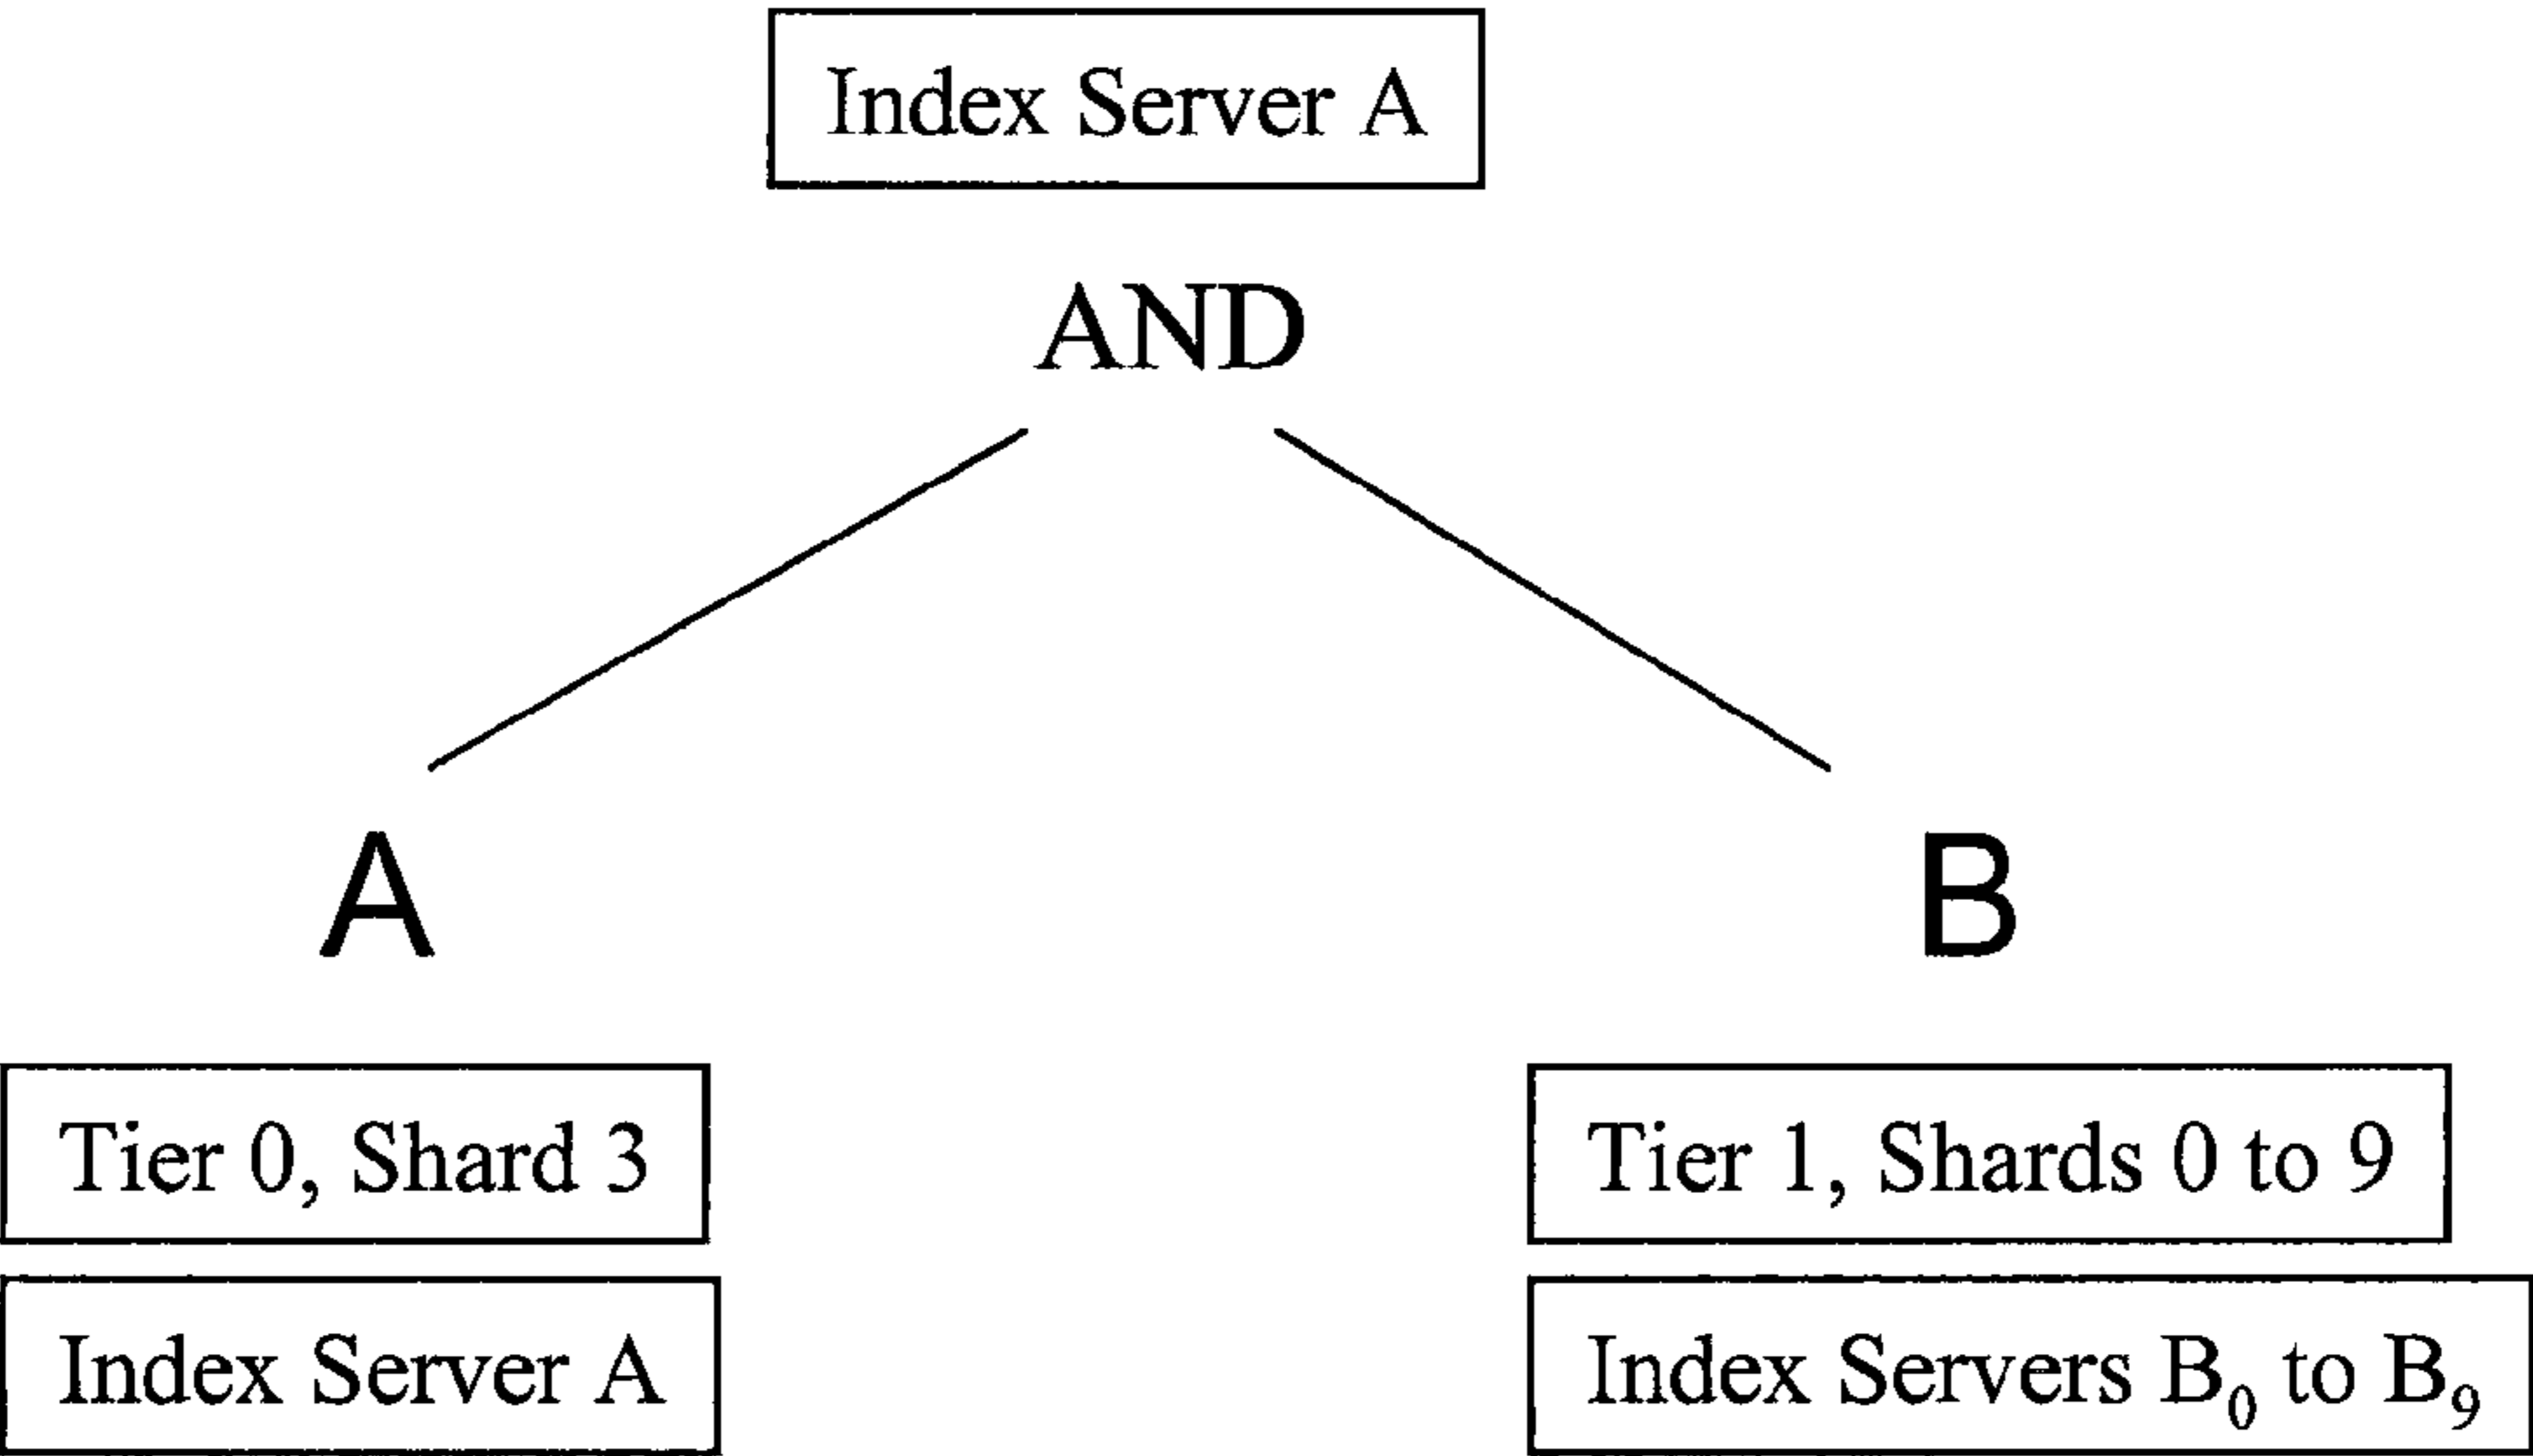 Index Server A
AND
A
B
Tier 0, Shard 3
Tier 1, Shards 0 to 9
Index Server A
Index Servers B₀ to B₉